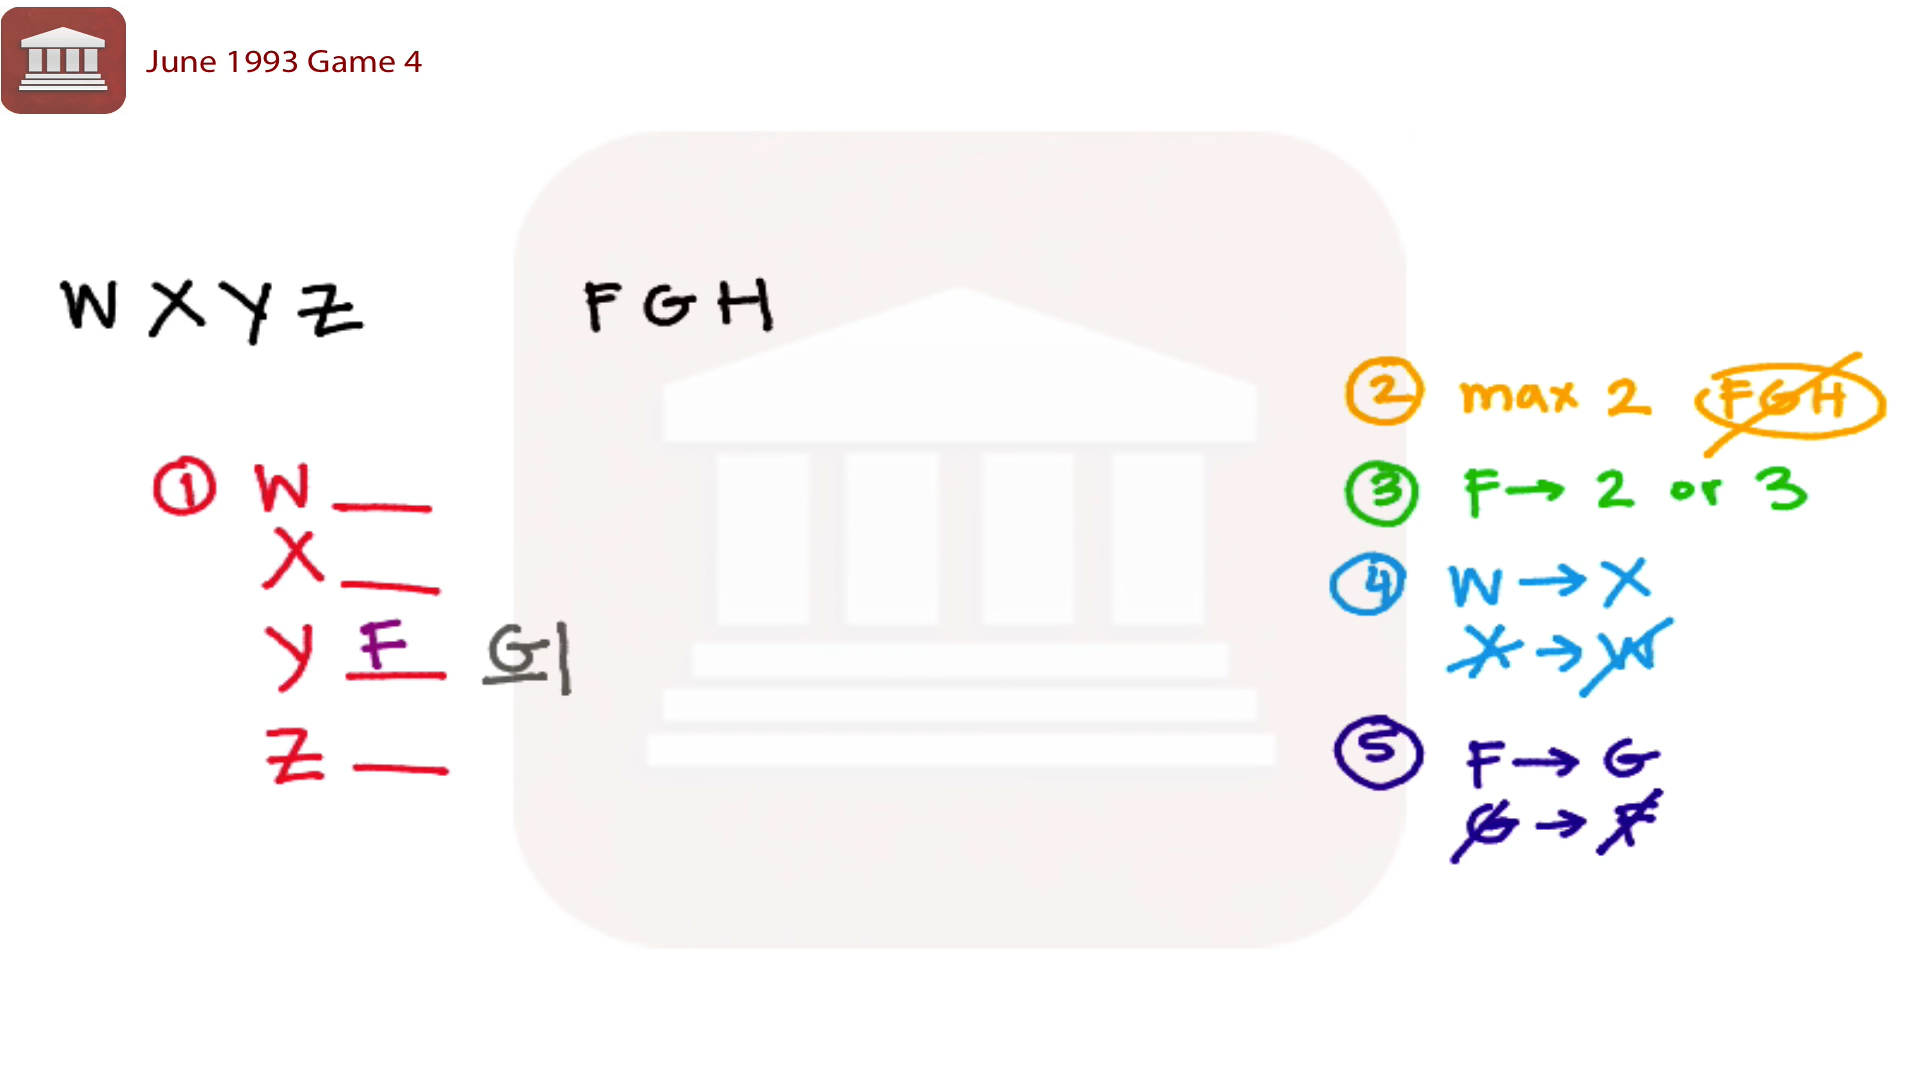 June 1993 Game 4
W X Y Z
F G H
① W
X
Y F G
Z
② max 2 FGH
③ F → 2 or 3
④ W → X
X → W
⑤ F → G
G → F